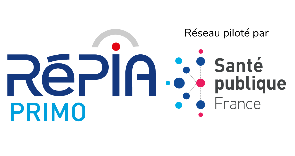 RéPIA
PRIMO
Réseau piloté par
Santé
publique
France